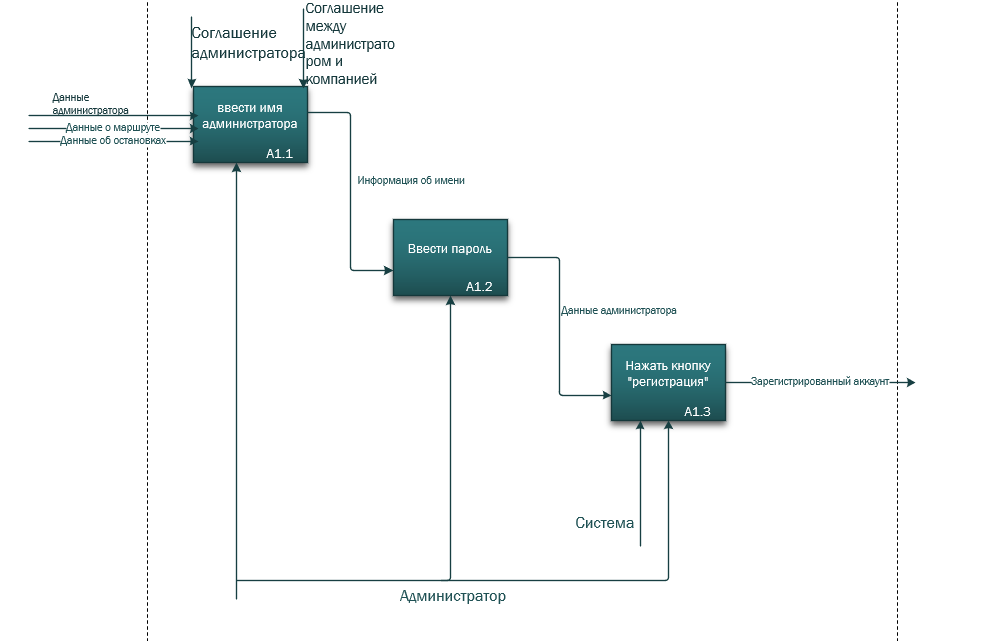 Соглашение
администратора
Соглашение
между
администрато
ром и
компанией
Данные
администратора
Данные о маршруте
Данные об остановках
ввести имя
администратора
А1.1
Информация об имени
Ввести пароль
А1.2
Данные администратора
Нажать кнопку
"регистрация"
А1.3
Зарегистрированный аккаунт
Система
Администратор